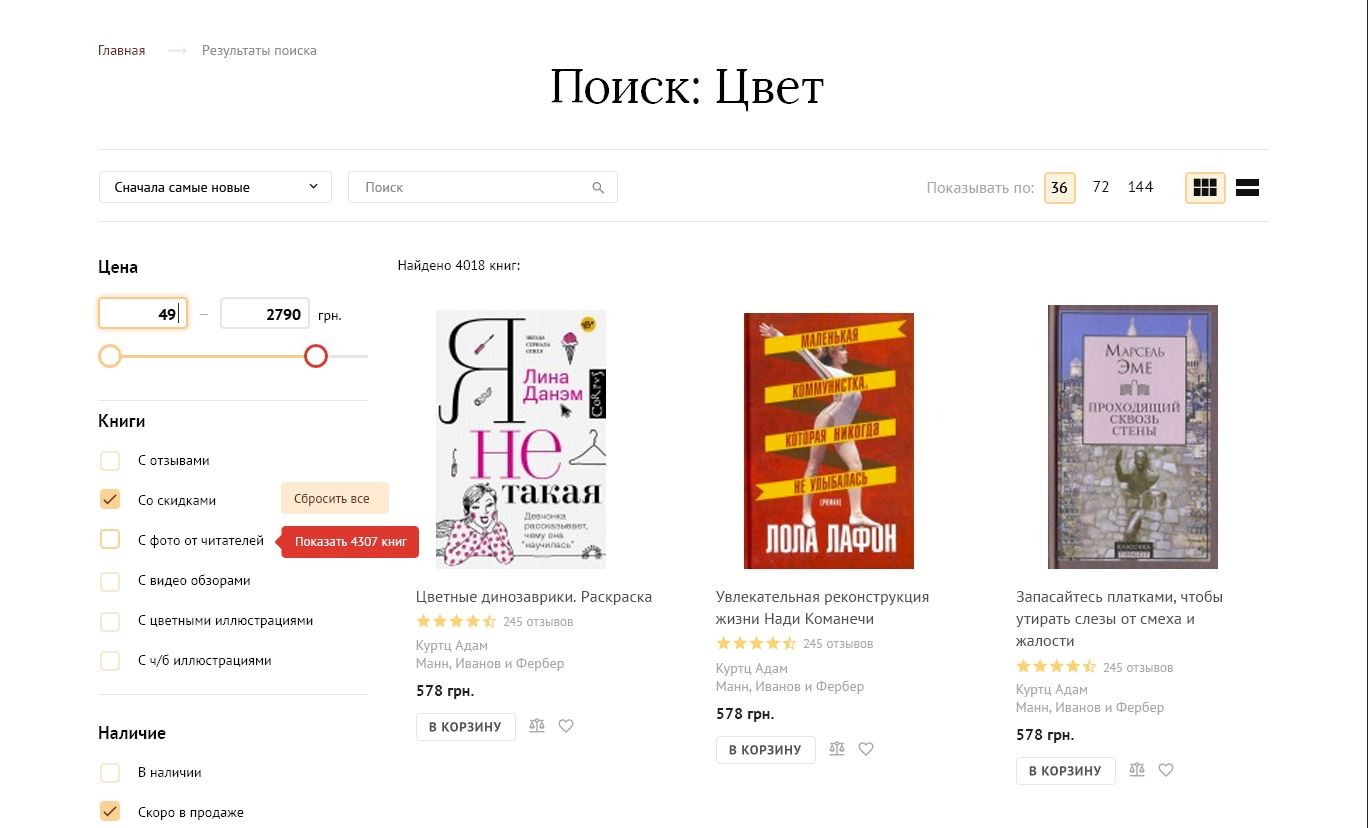 Главная → Результаты поиска
Поиск: Цвет
Сначала самые новые
Поиск
Показывать по: 36 72 144
Цена
49 – 2790 грн.
Книги
С отзывами
Со скидками
Сбросить все
С фото от читателей
Показать 4307 книг
С видео обзорами
С цветными иллюстрациями
С ч/б иллюстрациями
Наличие
В наличии
Скоро в продаже
Найдено 4018 книг:
Я
ЗВЕЗДА
СЕРИАЛА
GIRLS
18+
Лина
Данэм
Corpus
не
такая
Девчонка
рассказывает,
чему она
"научилась"
Цветные динозаврики. Раскраска
245 отзывов
Куртц Адам
Манн, Иванов и Фербер
578 грн.
В КОРЗИНУ
МАЛЕНЬКАЯ
КОММУНИСТКА,
КОТОРАЯ НИКОГДА
НЕ УЛЫБАЛАСЬ
[РОМАН]
ЛОЛА ЛАФОН
Увлекательная реконструкция
жизни Нади Команечи
245 отзывов
Куртц Адам
Манн, Иванов и Фербер
578 грн.
В КОРЗИНУ
МАРСЕЛЬ
ЭМЕ
ПРОХОДЯЩИЙ
СКВОЗЬ
СТЕНЫ
КЛАССИКА
Запасайтесь платками, чтобы
утирать слезы от смеха и
жалости
245 отзывов
Куртц Адам
Манн, Иванов и Фербер
578 грн.
В КОРЗИНУ